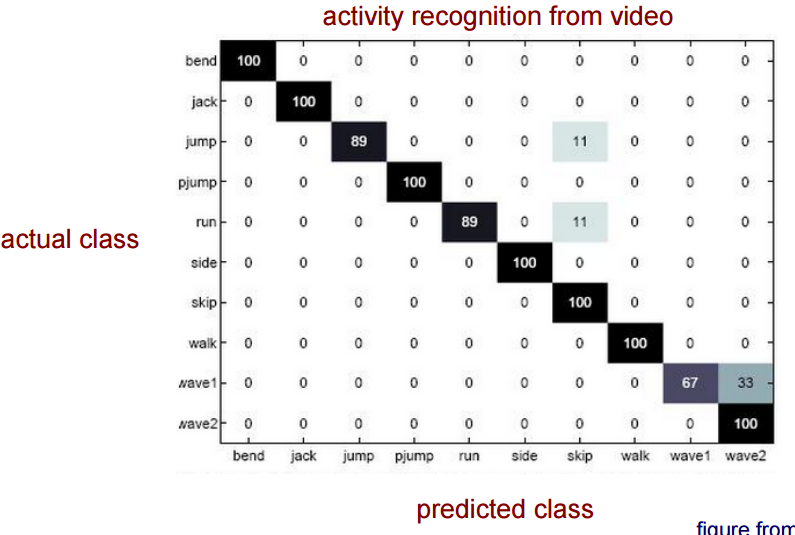 activity recognition from video
bend 100 0 0 0 0 0 0 0 0 0
jack 0 100 0 0 0 0 0 0 0 0
jump 0 0 89 0 0 0 11 0 0 0
pjump 0 0 0 100 0 0 0 0 0 0
run 0 0 0 0 89 0 11 0 0 0
actual class
side 0 0 0 0 0 100 0 0 0 0
skip 0 0 0 0 0 0 100 0 0 0
walk 0 0 0 0 0 0 0 100 0 0
wave1 0 0 0 0 0 0 0 0 67 33
wave2 0 0 0 0 0 0 0 0 0 100
bend jack jump pjump run side skip walk wave1 wave2
predicted class
figure from